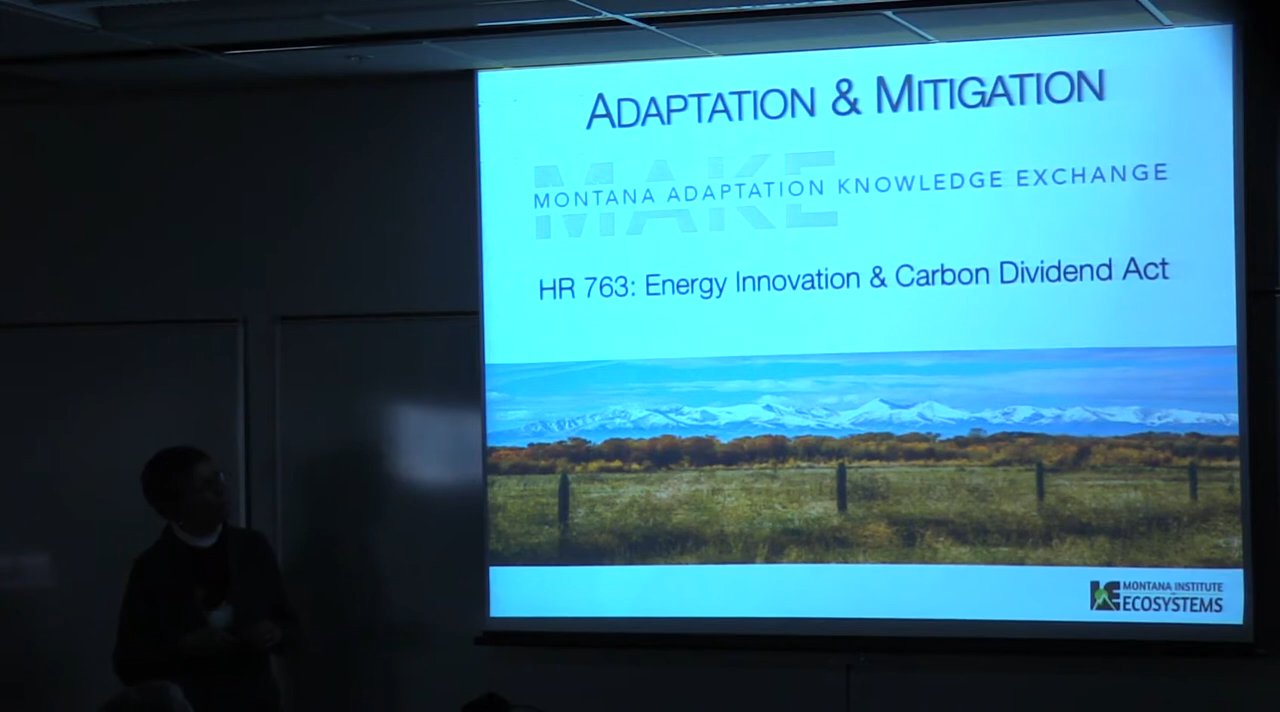 ADAPTATION & MITIGATION
MAKE
MONTANA ADAPTATION KNOWLEDGE EXCHANGE
HR 763: Energy Innovation & Carbon Dividend Act
MONTANA INSTITUTE
ECOSYSTEMS